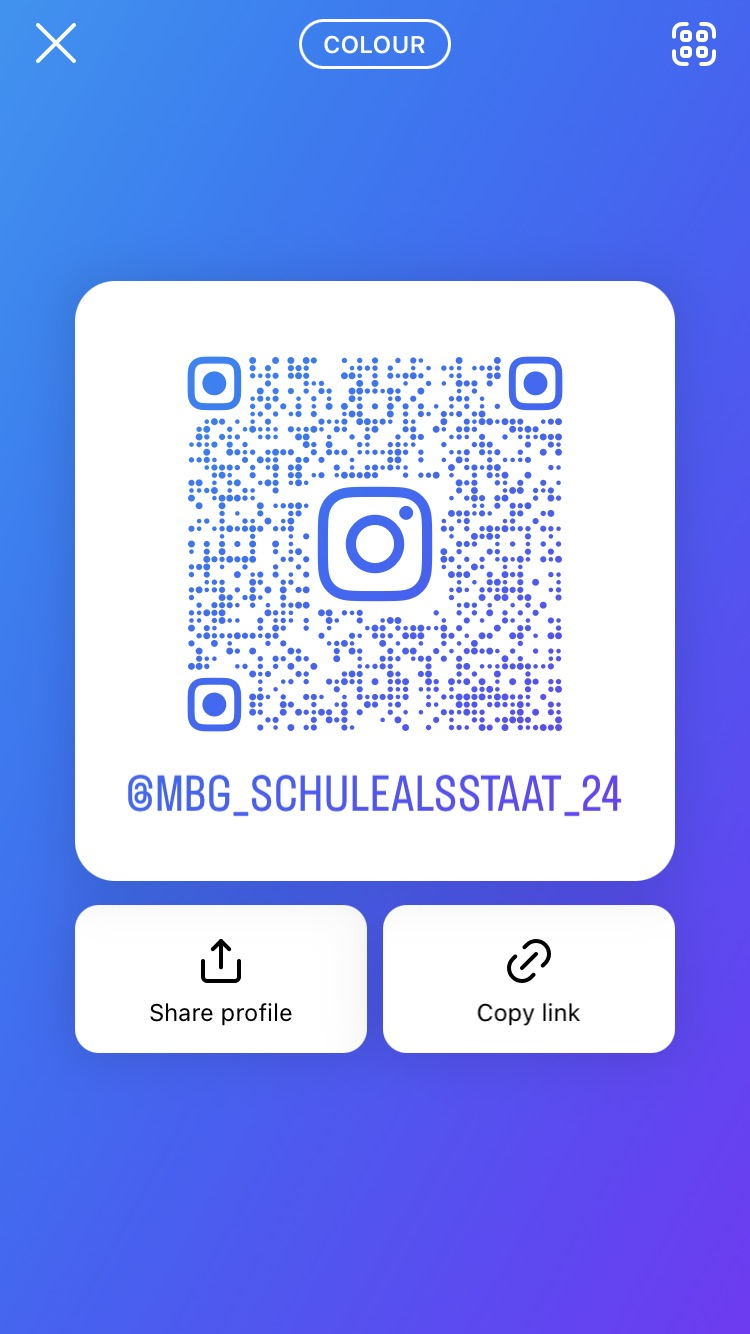 COLOUR
@MBG_SCHULEALSSTAAT_24
Share profile
Copy link